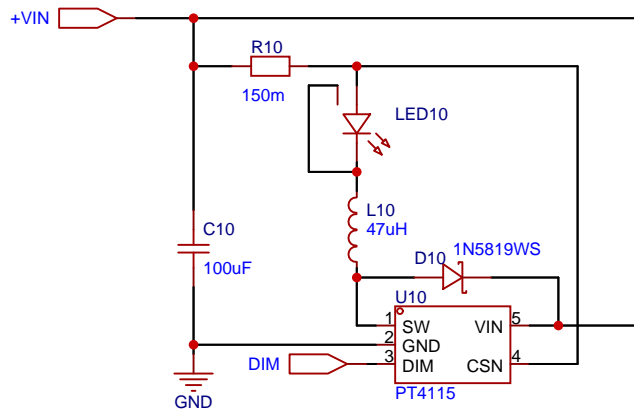 +VIN
R10
150m
LED10
L10
47uH
C10
100uF
D10
1N5819WS
U10
1 SW VIN 5
2 GND
3 DIM CSN 4
DIM
PT4115
GND